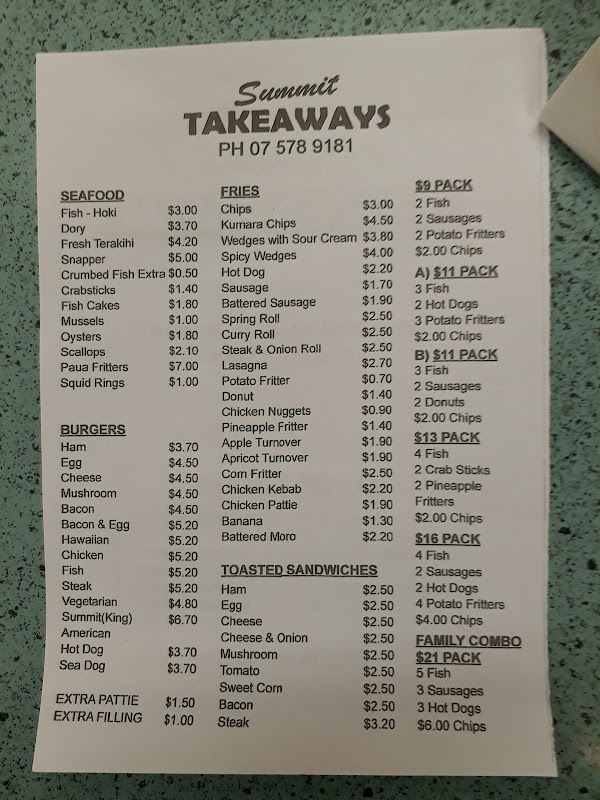 Summit
TAKEAWAYS
PH 07 578 9181
SEAFOOD
Fish - Hoki $3.00
Dory $3.70
Fresh Terakihi $4.20
Snapper $5.00
Crumbed Fish Extra $0.50
Crabsticks $1.40
Fish Cakes $1.80
Mussels $1.00
Oysters $1.80
Scallops $2.10
Paua Fritters $7.00
Squid Rings $1.00
BURGERS
Ham $3.70
Egg $4.50
Cheese $4.50
Mushroom $4.50
Bacon $4.50
Bacon & Egg $5.20
Hawaiian $5.20
Chicken $5.20
Fish $5.20
Steak $5.20
Vegetarian $4.80
Summit(King) $6.70
American
Hot Dog $3.70
Sea Dog $3.70
EXTRA PATTIE $1.50
EXTRA FILLING $1.00
FRIES
Chips $3.00
Kumara Chips $4.50
Wedges with Sour Cream $3.80
Spicy Wedges $4.00
Hot Dog $2.20
Sausage $1.70
Battered Sausage $1.90
Spring Roll $2.50
Curry Roll $2.50
Steak & Onion Roll $2.50
Lasagna $2.70
Potato Fritter $0.70
Donut $1.40
Chicken Nuggets $0.90
Pineapple Fritter $1.40
Apple Turnover $1.90
Apricot Turnover $1.90
Corn Fritter $2.50
Chicken Kebab $2.20
Chicken Pattie $1.90
Banana $1.30
Battered Moro $2.20
TOASTED SANDWICHES
Ham $2.50
Egg $2.50
Cheese $2.50
Cheese & Onion $2.50
Mushroom $2.50
Tomato $2.50
Sweet Corn $2.50
Bacon $2.50
Steak $3.20
$9 PACK
2 Fish
2 Sausages
2 Potato Fritters
$2.00 Chips
A) $11 PACK
3 Fish
2 Hot Dogs
3 Potato Fritters
$2.00 Chips
B) $11 PACK
3 Fish
2 Sausages
2 Donuts
$2.00 Chips
$13 PACK
4 Fish
2 Crab Sticks
2 Pineapple
Fritters
$2.00 Chips
$16 PACK
4 Fish
2 Sausages
2 Hot Dogs
4 Potato Fritters
$4.00 Chips
FAMILY COMBO
$21 PACK
5 Fish
3 Sausages
3 Hot Dogs
$6.00 Chips